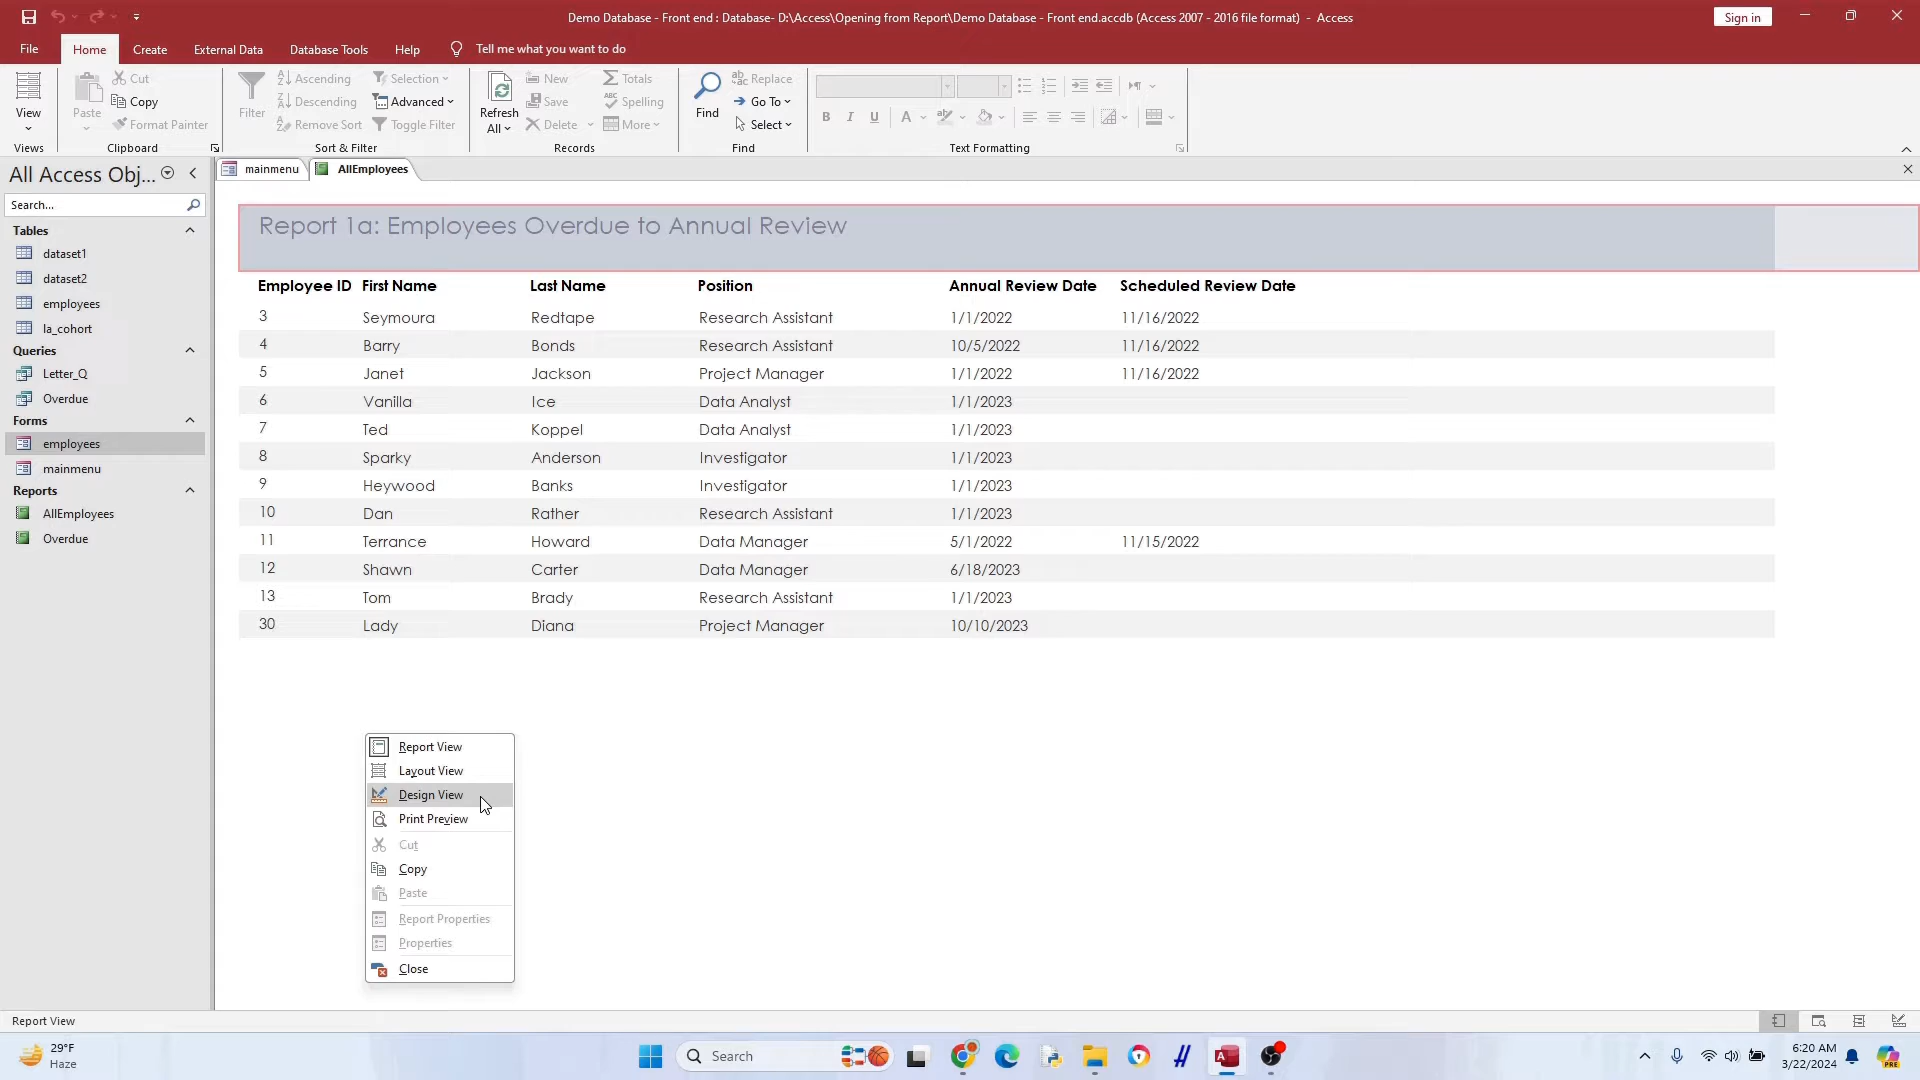 Demo Database - Front end : Database- D:\Access\Opening from Report\Demo Database - Front end.accdb (Access 2007 - 2016 file format) - Access
Sign in
File Home Create External Data Database Tools Help Tell me what you want to do
View
Views
Paste
Cut
Copy
Format Painter
Clipboard
Filter
Ascending
Descending
Remove Sort
Selection
Advanced
Toggle Filter
Sort & Filter
Refresh
All
New
Save
Delete
Totals
Spelling
More
Records
Find
Replace
Go To
Select
Find
B I U A
Text Formatting
All Access Obj...
Search...
Tables
dataset1
dataset2
employees
la_cohort
Queries
Letter_Q
Overdue
Forms
employees
mainmenu
Reports
AllEmployees
Overdue
mainmenu AllEmployees
Report 1a: Employees Overdue to Annual Review
Employee ID First Name Last Name Position Annual Review Date Scheduled Review Date
3 Seymoura Redtape Research Assistant 1/1/2022 11/16/2022
4 Barry Bonds Research Assistant 10/5/2022 11/16/2022
5 Janet Jackson Project Manager 1/1/2022 11/16/2022
6 Vanilla Ice Data Analyst 1/1/2023
7 Ted Koppel Data Analyst 1/1/2023
8 Sparky Anderson Investigator 1/1/2023
9 Heywood Banks Investigator 1/1/2023
10 Dan Rather Research Assistant 1/1/2023
11 Terrance Howard Data Manager 5/1/2022 11/15/2022
12 Shawn Carter Data Manager 6/18/2023
13 Tom Brady Research Assistant 1/1/2023
30 Lady Diana Project Manager 10/10/2023
Report View
Layout View
Design View
Print Preview
Cut
Copy
Paste
Report Properties
Properties
Close
Report View
29°F
Haze
Search
6:20 AM
3/22/2024
PRE